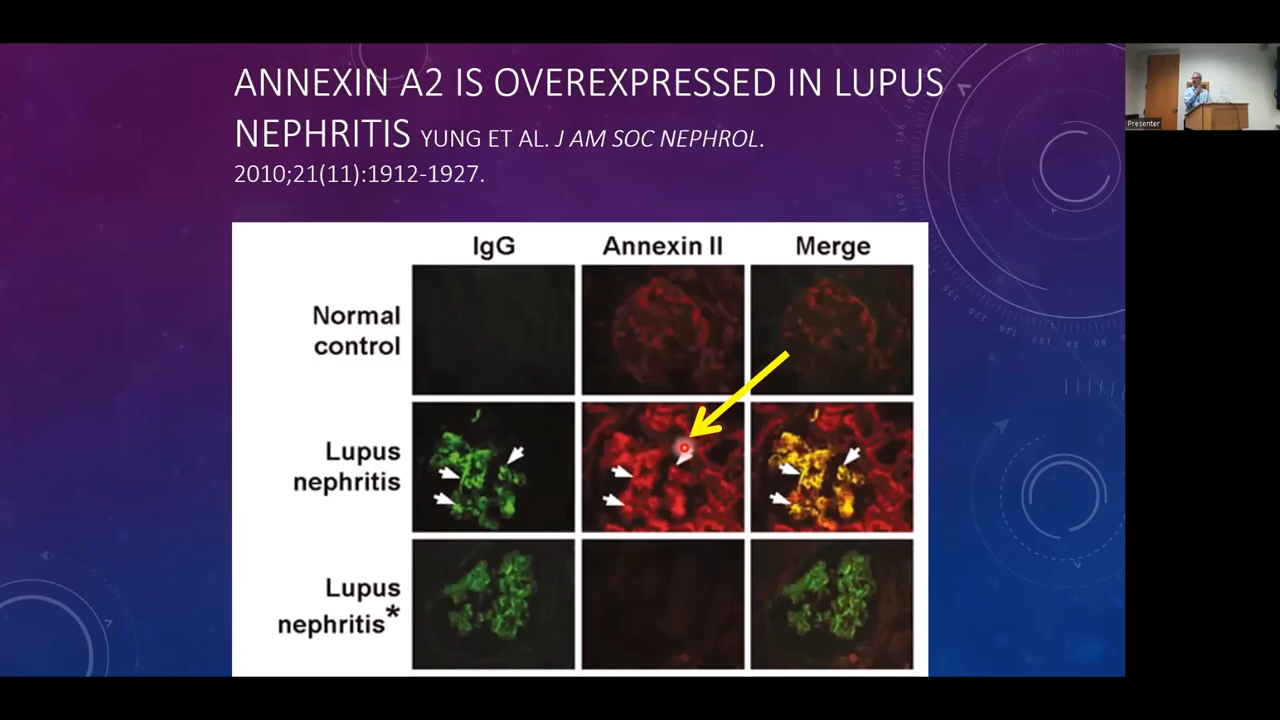 ANNEXIN A2 IS OVEREXPRESSED IN LUPUS
NEPHRITIS YUNG ET AL. J AM SOC NEPHROL.
2010;21(11):1912-1927.
IgG Annexin II Merge
Normal
control
Lupus
nephritis
Lupus
nephritis*
Presenter